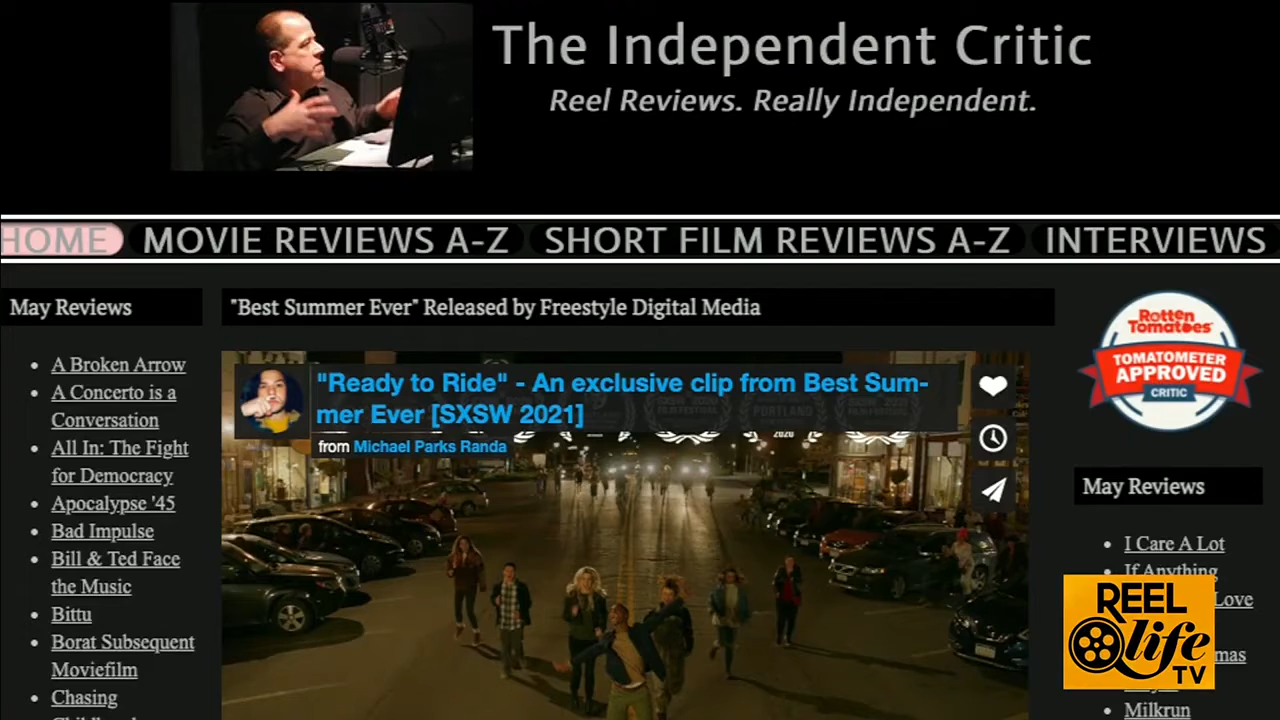 The Independent Critic
Reel Reviews. Really Independent.
HOME
MOVIE REVIEWS A-Z
SHORT FILM REVIEWS A-Z
INTERVIEWS
May Reviews
A Broken Arrow
A Concerto is a
Conversation
All In: The Fight
for Democracy
Apocalypse '45
Bad Impulse
Bill & Ted Face
the Music
Bittu
Borat Subsequent
Moviefilm
Chasing
"Best Summer Ever" Released by Freestyle Digital Media
"Ready to Ride" - An exclusive clip from Best Sum-
mer Ever [SXSW 2021]
from Michael Parks Randa
Rotten
Tomatoes
TOMATOMETER
APPROVED
CRITIC
May Reviews
I Care A Lot
If Anything
Love
Milkrun
REEL
life
TV